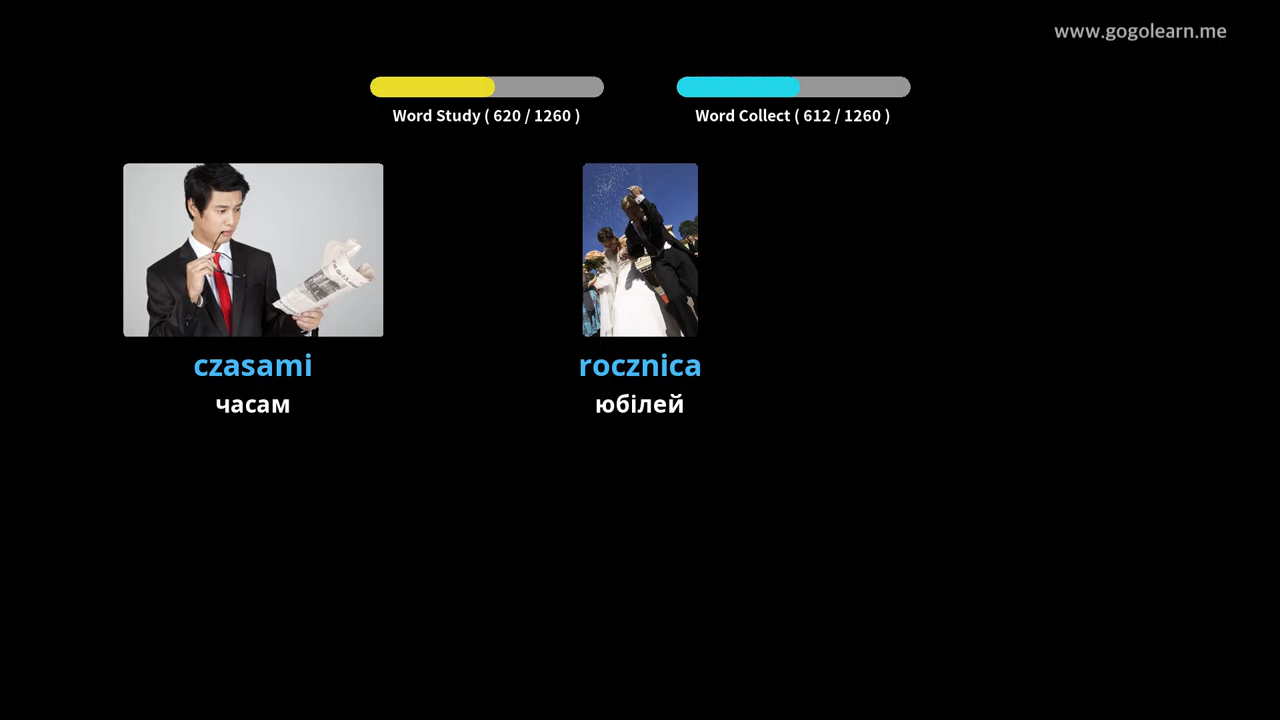 www.gogolearn.me
Word Study ( 620 / 1260 )
Word Collect ( 612 / 1260 )
czasami
часам
rocznica
юбілей